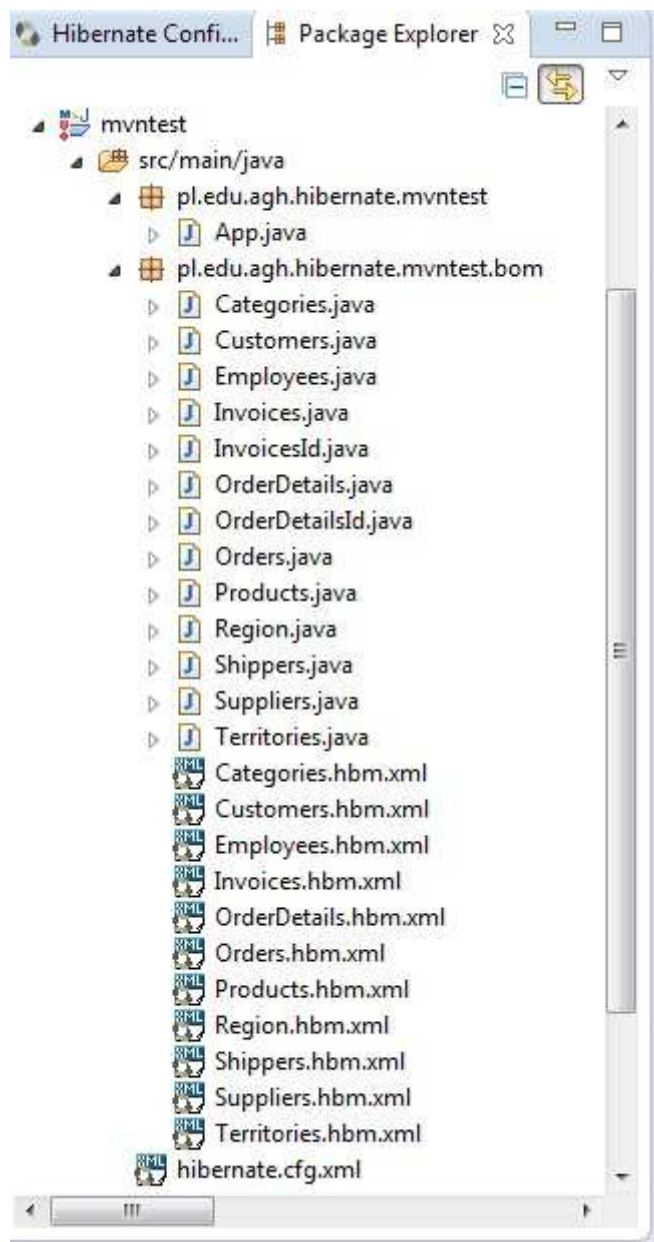 Hibernate Confi... Package Explorer
mvntest
src/main/java
pl.edu.agh.hibernate.mvntest
App.java
pl.edu.agh.hibernate.mvntest.bom
Categories.java
Customers.java
Employees.java
Invoices.java
InvoicesId.java
OrderDetails.java
OrderDetailsId.java
Orders.java
Products.java
Region.java
Shippers.java
Suppliers.java
Territories.java
Categories.hbm.xml
Customers.hbm.xml
Employees.hbm.xml
Invoices.hbm.xml
OrderDetails.hbm.xml
Orders.hbm.xml
Products.hbm.xml
Region.hbm.xml
Shippers.hbm.xml
Suppliers.hbm.xml
Territories.hbm.xml
hibernate.cfg.xml